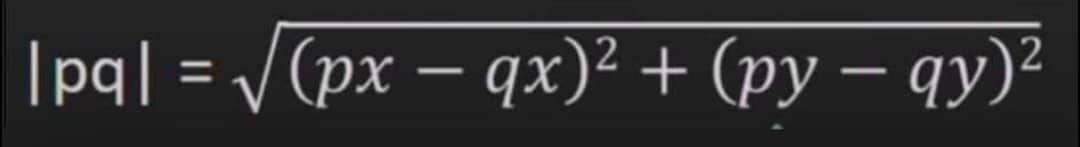 |pq| = √(px − qx)² + (py − qy)²